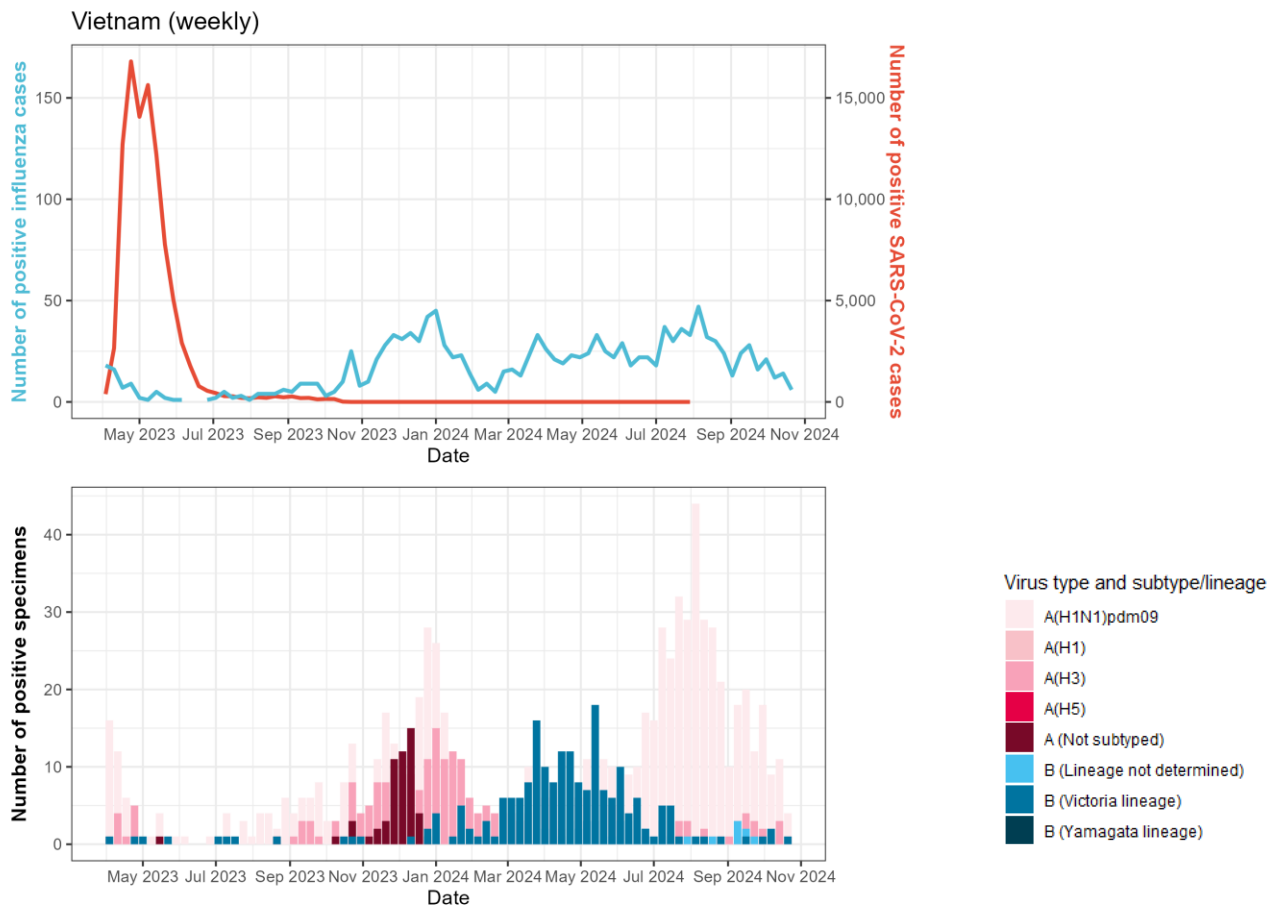 Vietnam (weekly)
Number of positive influenza cases
150
100
50
0
15,000
10,000
5,000
0
Number of positive SARS-CoV-2 cases
May 2023 Jul 2023 Sep 2023 Nov 2023 Jan 2024 Mar 2024 May 2024 Jul 2024 Sep 2024 Nov 2024
Date
Number of positive specimens
40
30
20
10
0
May 2023 Jul 2023 Sep 2023 Nov 2023 Jan 2024 Mar 2024 May 2024 Jul 2024 Sep 2024 Nov 2024
Date
Virus type and subtype/lineage
A(H1N1)pdm09
A(H1)
A(H3)
A(H5)
A (Not subtyped)
B (Lineage not determined)
B (Victoria lineage)
B (Yamagata lineage)